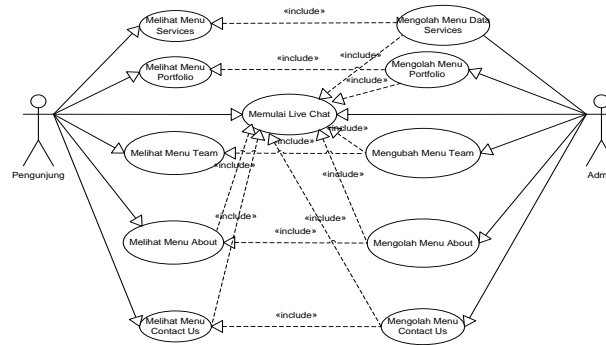 Melihat Menu
Services
«include»
Mengolah Menu Data
Services
«include»
Melihat Menu
Portfolio
«include»
Mengolah Menu
Portfolio
«include»
Memulai Live Chat
«include»
«include»
Melihat Menu Team
«include»
Mengubah Menu Team
Pengunjung
Adm
«include»
«include»
«include»
Melihat Menu About
«include»
Mengolah Menu About
Melihat Menu
Contact Us
«include»
Mengolah Menu
Contact Us